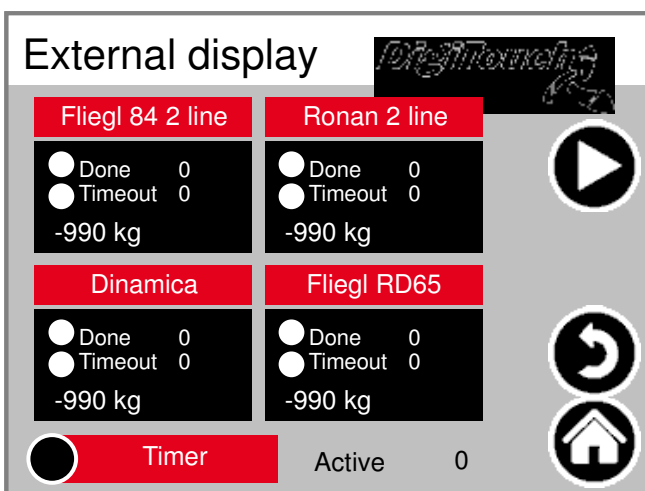 External display
DigiTouch
Fliegl 84 2 line
Ronan 2 line
Done 0
Timeout 0
-990 kg
Done 0
Timeout 0
-990 kg
Dinamica
Fliegl RD65
Done 0
Timeout 0
-990 kg
Done 0
Timeout 0
-990 kg
Timer
Active 0